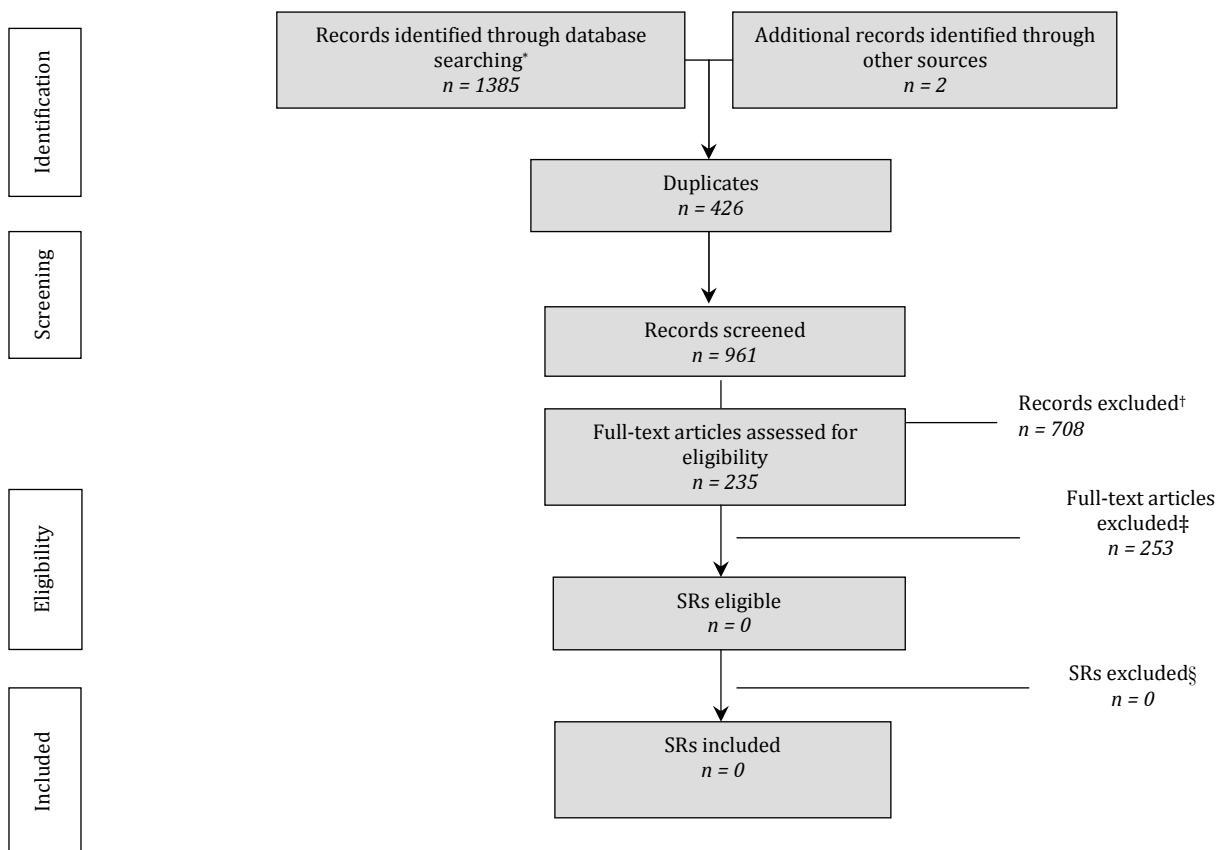 Identification
Records identified through database
searching*
n = 1385
Additional records identified through
other sources
n = 2
Duplicates
n = 426
Screening
Records screened
n = 961
Records excluded†
n = 708
Full-text articles assessed for
eligibility
n = 235
Eligibility
Full-text articles
excluded‡
n = 253
SRs eligible
n = 0
SRs excluded§
n = 0
Included
SRs included
n = 0